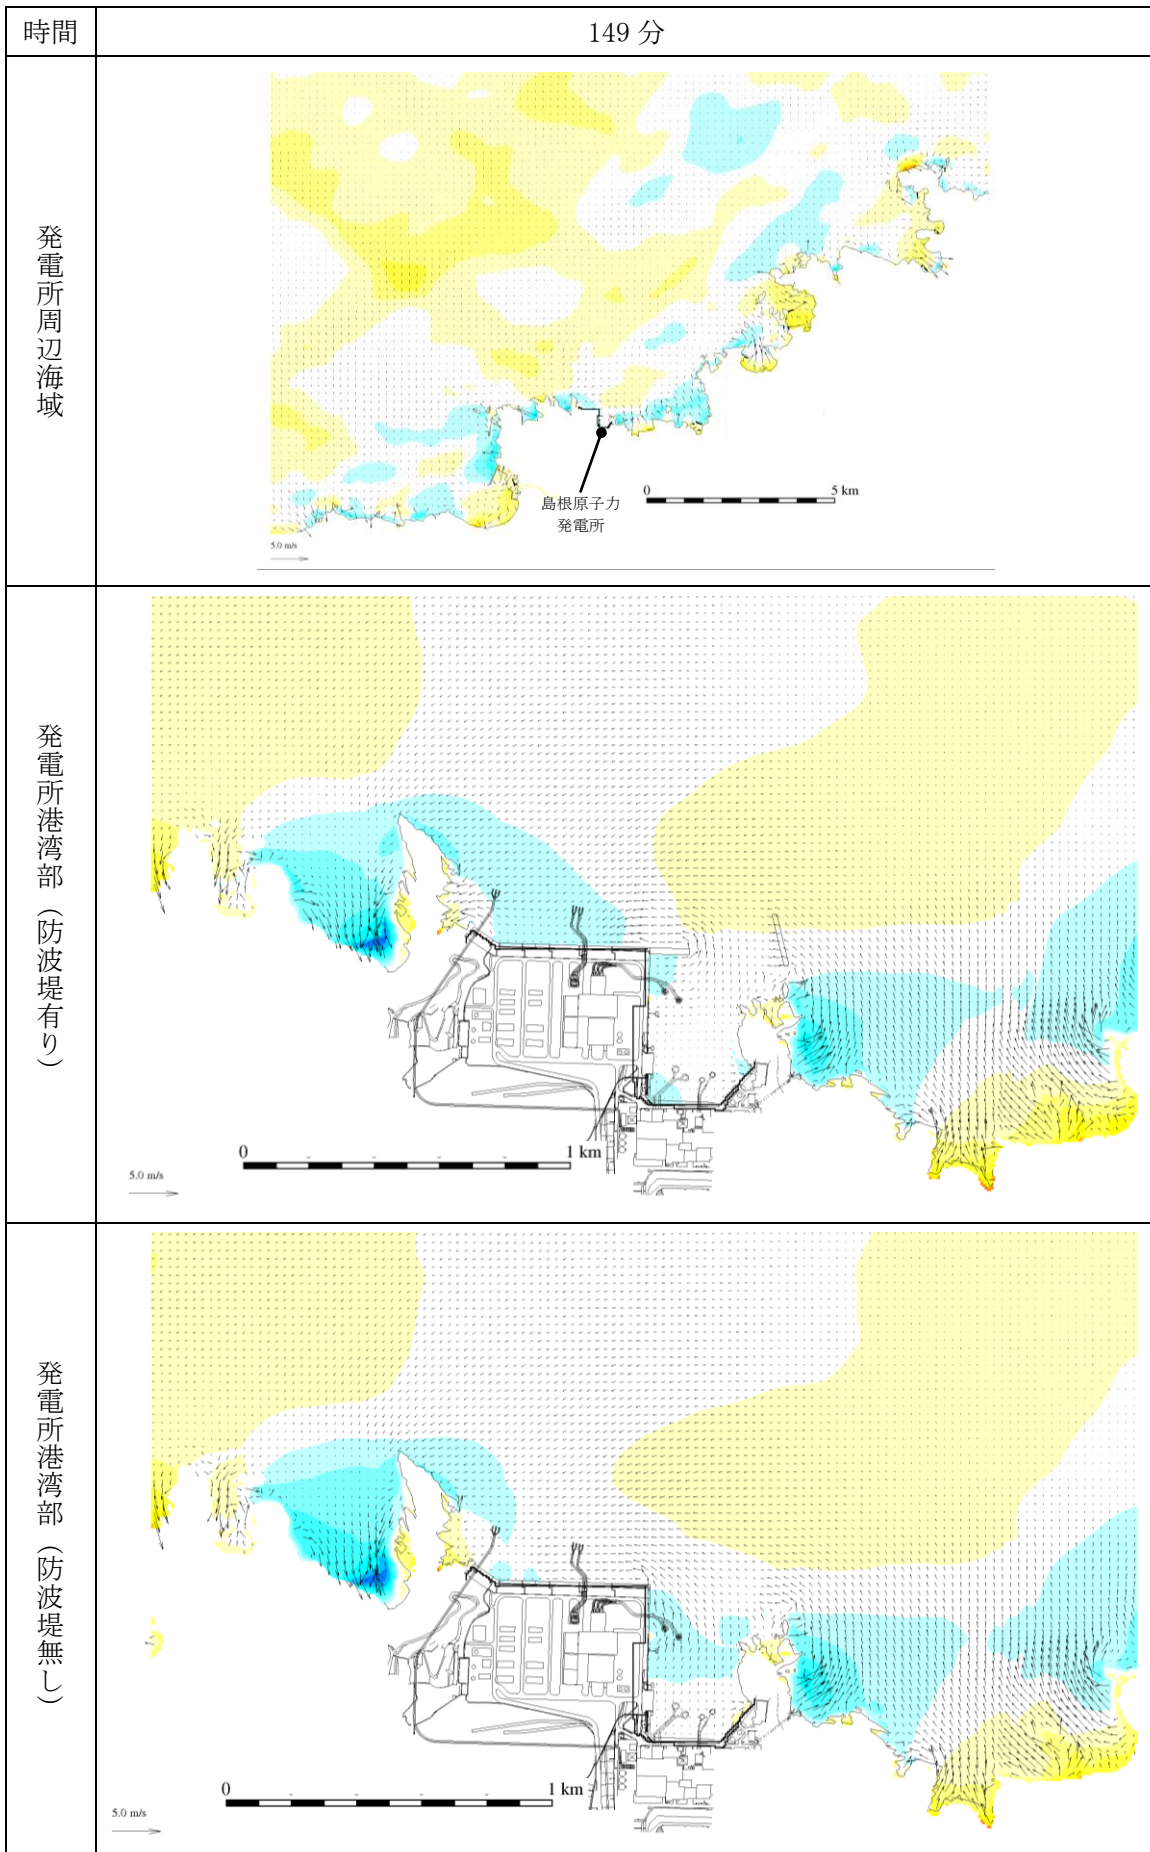 時間
149 分
発電所周辺海域
島根原子力
発電所
0 5 km
5.0 m/s
発電所港湾部（防波堤有り）
0 1 km
5.0 m/s
発電所港湾部（防波堤無し）
0 1 km
5.0 m/s